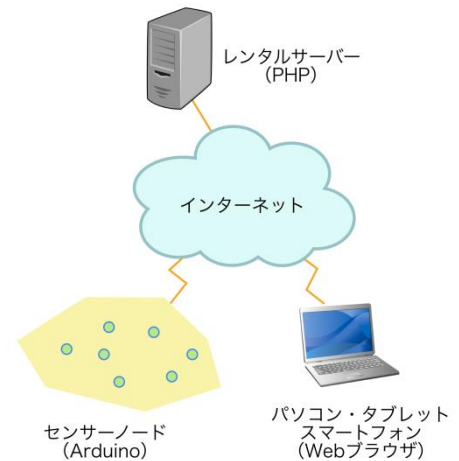 レンタルサーバー
（PHP）
インターネット
センサーノード
（Arduino）
パソコン・タブレット
スマートフォン
（Webブラウザ）